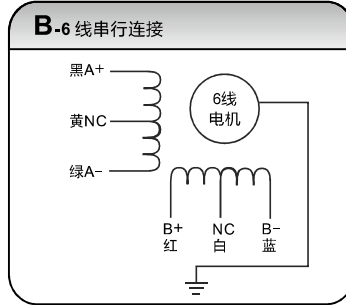 B-6 线串行连接
黑A+
黄NC
绿A-
6线
电机
B+ NC B-
红 白 蓝